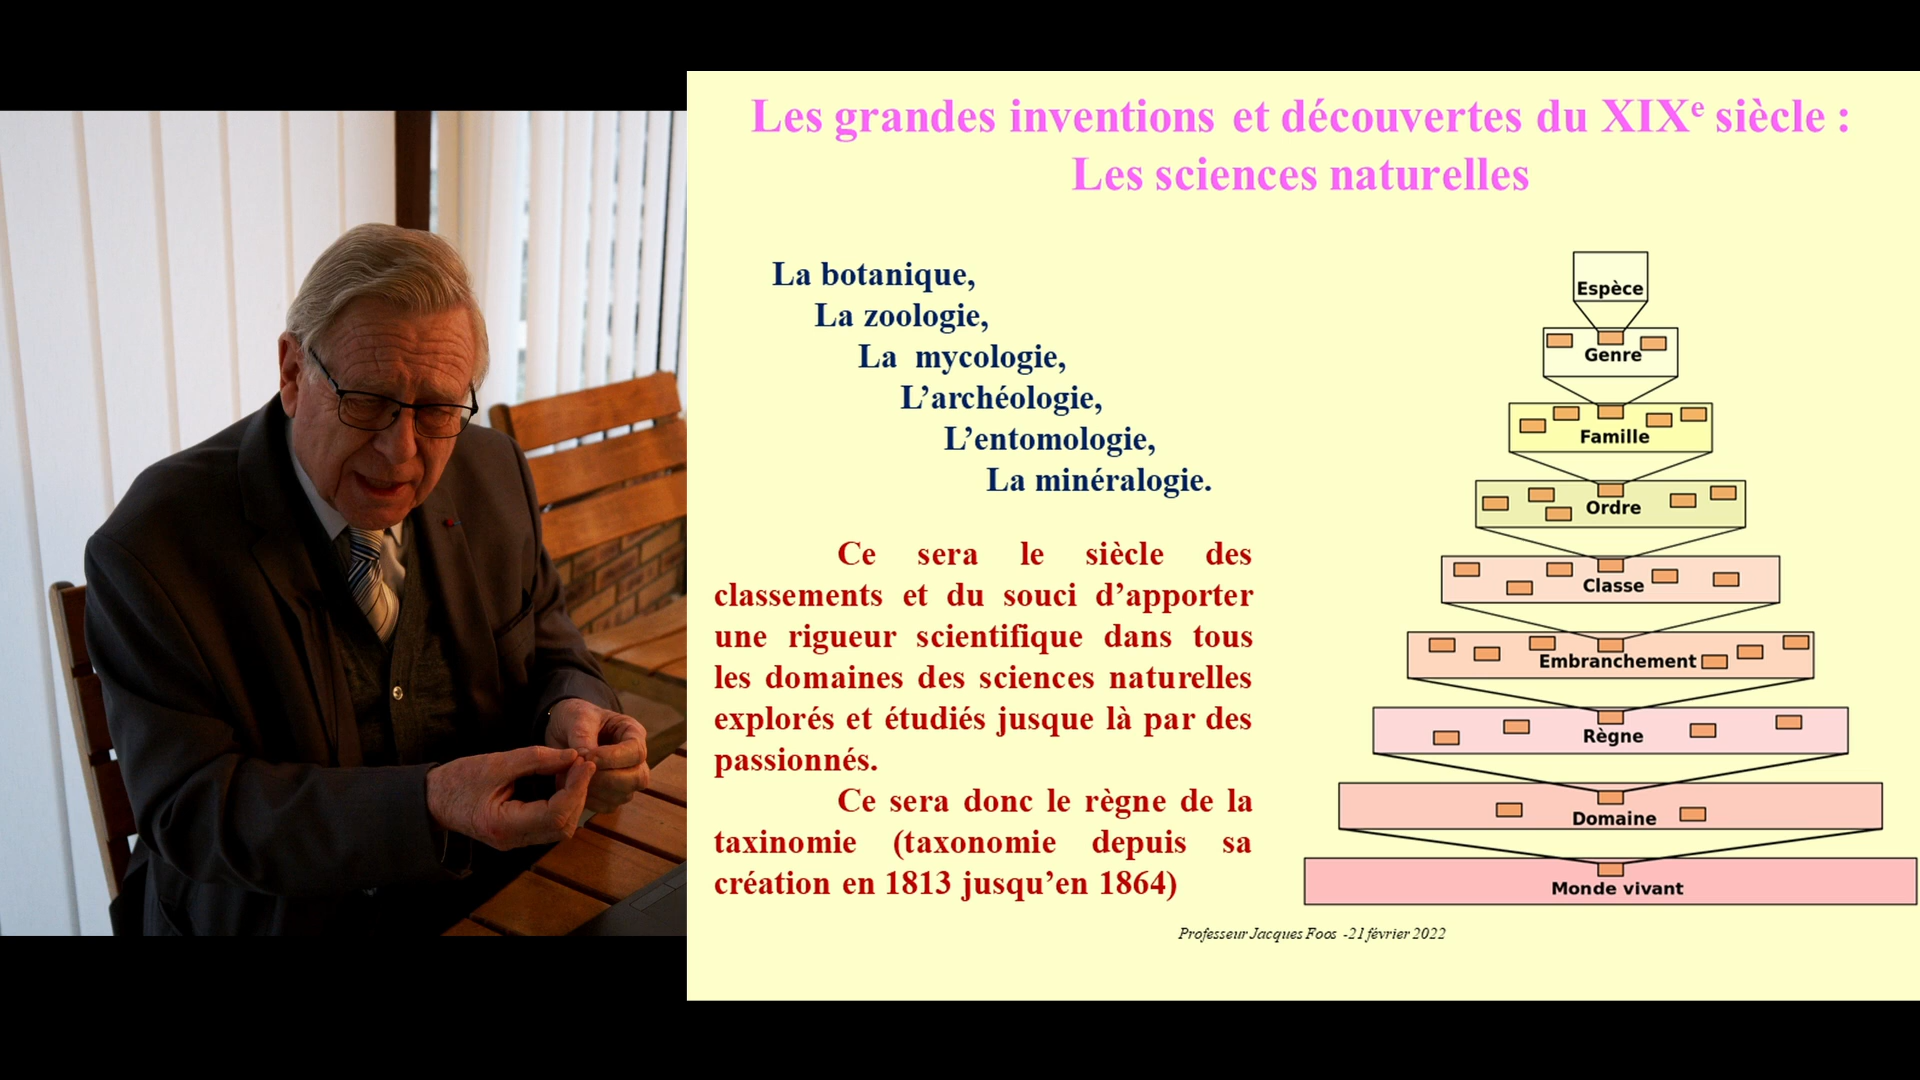 Les grandes inventions et découvertes du XIXe siècle :
Les sciences naturelles
La botanique,
La zoologie,
La mycologie,
L’archéologie,
L’entomologie,
La minéralogie.
Ce sera le siècle des
classements et du souci d’apporter
une rigueur scientifique dans tous
les domaines des sciences naturelles
explorés et étudiés jusque là par des
passionnés.
Ce sera donc le règne de la
taxinomie (taxonomie depuis sa
création en 1813 jusqu’en 1864)
Espèce
Genre
Famille
Ordre
Classe
Embranchement
Règne
Domaine
Monde vivant
Professeur Jacques Foos -21 février 2022